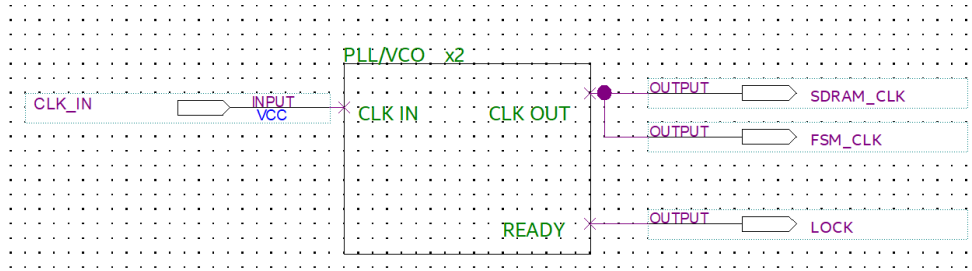 PLL/VCO x2
CLK_IN INPUT VCC
CLK IN
CLK OUT
OUTPUT SDRAM_CLK
OUTPUT FSM_CLK
READY
OUTPUT LOCK